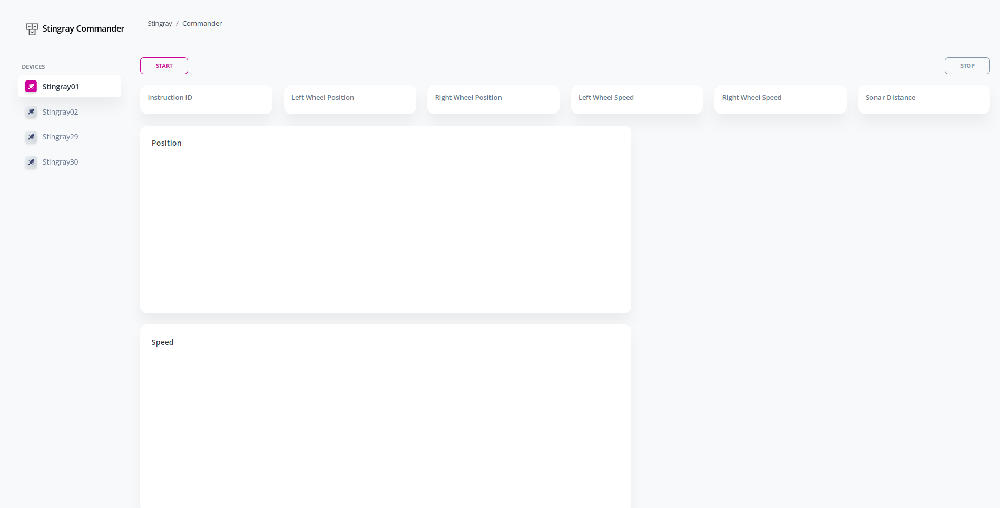 Stingray Commander
Stingray / Commander
DEVICES
Stingray01
Stingray02
Stingray29
Stingray30
START
STOP
Instruction ID
Left Wheel Position
Right Wheel Position
Left Wheel Speed
Right Wheel Speed
Sonar Distance
Position
Speed